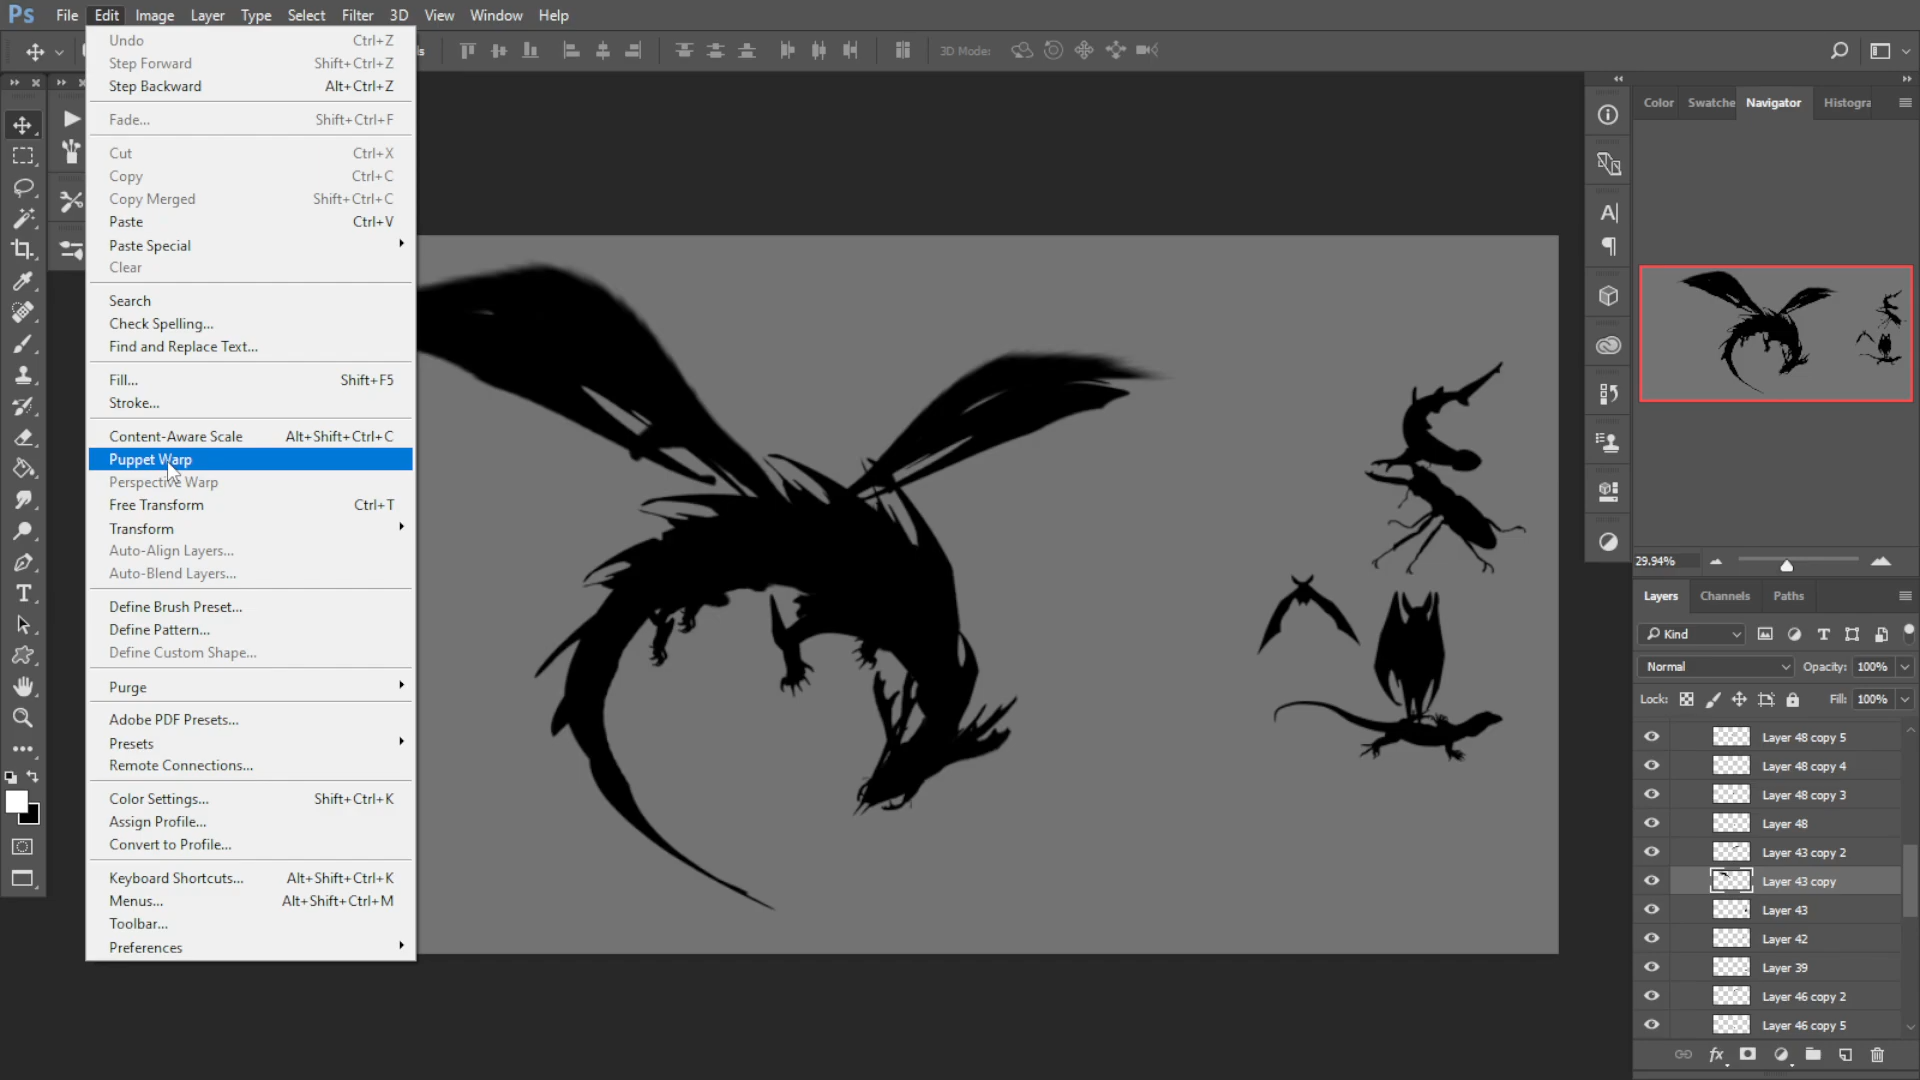 Ps File Edit Image Layer Type Select Filter 3D View Window Help
3D Mode:
Undo Ctrl+Z
Step Forward Shift+Ctrl+Z
Step Backward Alt+Ctrl+Z
Fade... Shift+Ctrl+F
Cut Ctrl+X
Copy Ctrl+C
Copy Merged Shift+Ctrl+C
Paste Ctrl+V
Paste Special
Clear
Search
Check Spelling...
Find and Replace Text...
Fill... Shift+F5
Stroke...
Content-Aware Scale Alt+Shift+Ctrl+C
Puppet Warp
Perspective Warp
Free Transform Ctrl+T
Transform
Auto-Align Layers...
Auto-Blend Layers...
Define Brush Preset...
Define Pattern...
Define Custom Shape...
Purge
Adobe PDF Presets...
Presets
Remote Connections...
Color Settings... Shift+Ctrl+K
Assign Profile...
Convert to Profile...
Keyboard Shortcuts... Alt+Shift+Ctrl+K
Menus... Alt+Shift+Ctrl+M
Toolbar...
Preferences
Color Swatche Navigator Histogra
29.94%
Layers Channels Paths
Kind
Normal Opacity: 100%
Lock: Fill: 100%
Layer 48 copy 5
Layer 48 copy 4
Layer 48 copy 3
Layer 48
Layer 43 copy 2
Layer 43 copy
Layer 43
Layer 42
Layer 39
Layer 46 copy 2
Layer 46 copy 5
fx